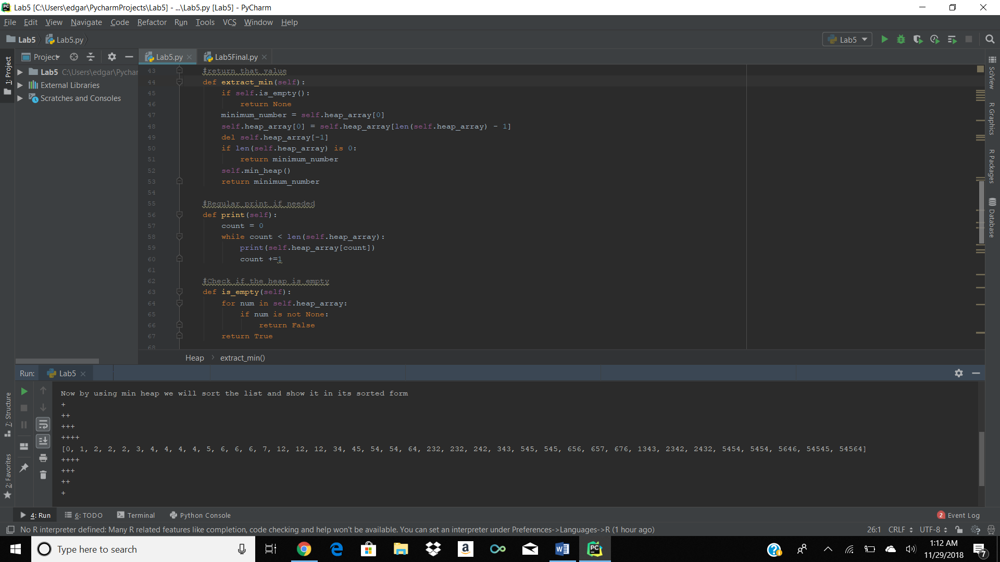 Lab5 [C:\Users\edgar\PycharmProjects\Lab5] - ...\Lab5.py [Lab5] - PyCharm
File Edit View Navigate Code Refactor Run Tools VCS Window Help
Lab5 Lab5.py Lab5
Project Lab5.py Lab5Final.py
1: Project
Lab5 C:\Users\edgar\Pychar
External Libraries
Scratches and Consoles
43 #return that value
44 def extract_min(self):
45 if self.is_empty():
46 return None
47 minimum_number = self.heap_array[0]
48 self.heap_array[0] = self.heap_array[len(self.heap_array) - 1]
49 del self.heap_array[-1]
50 if len(self.heap_array) is 0:
51 return minimum_number
52 self.min_heap()
53 return minimum_number
54
55 #Regular print if needed
56 def print(self):
57 count = 0
58 while count < len(self.heap_array):
59 print(self.heap_array[count])
60 count +=1
61
62 #Check if the heap is empty
63 def is_empty(self):
64 for num in self.heap_array:
65 if num is not None:
66 return False
67 return True
68
SciView
R Graphics
R Packages
Database
Heap extract_min()
Run: Lab5
7: Structure
2: Favorites
Now by using min heap we will sort the list and show it in its sorted form
+
++
+++
++++
[0, 1, 2, 2, 2, 3, 4, 4, 4, 4, 5, 6, 6, 6, 7, 12, 12, 12, 34, 45, 54, 54, 64, 232, 232, 242, 343, 545, 545, 656, 657, 676, 1343, 2342, 2432, 5454, 5454, 5646, 54545, 54564]
++++
+++
++
+
4: Run 6: TODO Terminal Python Console 2 Event Log
No R interpreter defined: Many R related features like completion, code checking and help won't be available. You can set an interpreter under Preferences->Languages->R (1 hour ago) 26:1 CRLF UTF-8
Type here to search
1:12 AM
11/29/2018
7